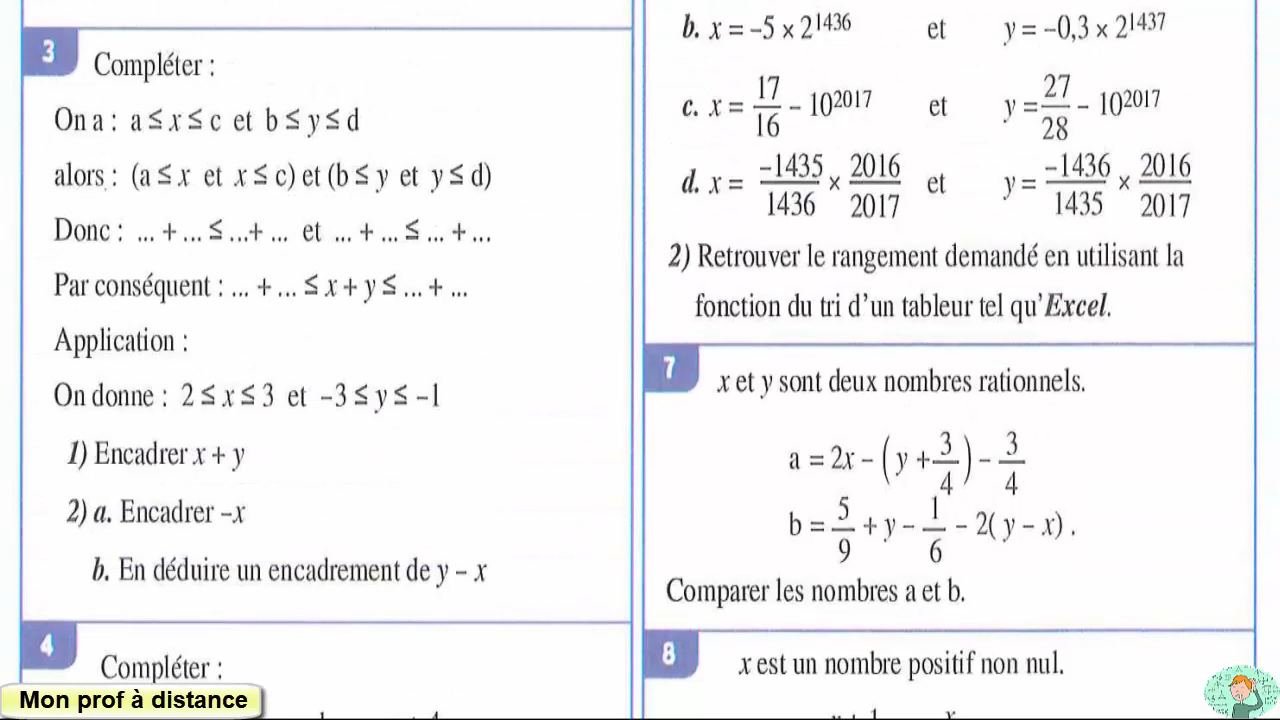 3
Compléter :
On a : a ≤ x ≤ c et b ≤ y ≤ d
alors : (a ≤ x et x ≤ c) et (b ≤ y et y ≤ d)
Donc : ... + ... ≤ ...+ ... et ... + ... ≤ ... + ...
Par conséquent : ... + ... ≤ x + y ≤ ... + ...
Application :
On donne : 2 ≤ x ≤ 3 et –3 ≤ y ≤ –1
1) Encadrer x + y
2) a. Encadrer –x
b. En déduire un encadrement de y – x
4
Compléter :
Mon prof à distance
b. x = –5 × 2^1436 et y = –0,3 × 2^1437
c. x = 17/16 – 10^2017 et y = 27/28 – 10^2017
d. x = –1435/1436 × 2016/2017 et y = –1436/1435 × 2016/2017
2) Retrouver le rangement demandé en utilisant la
fonction du tri d’un tableur tel qu’Excel.
7
x et y sont deux nombres rationnels.
a = 2x – (y + 3/4) – 3/4
b = 5/9 + y – 1/6 – 2( y – x) .
Comparer les nombres a et b.
8
x est un nombre positif non nul.